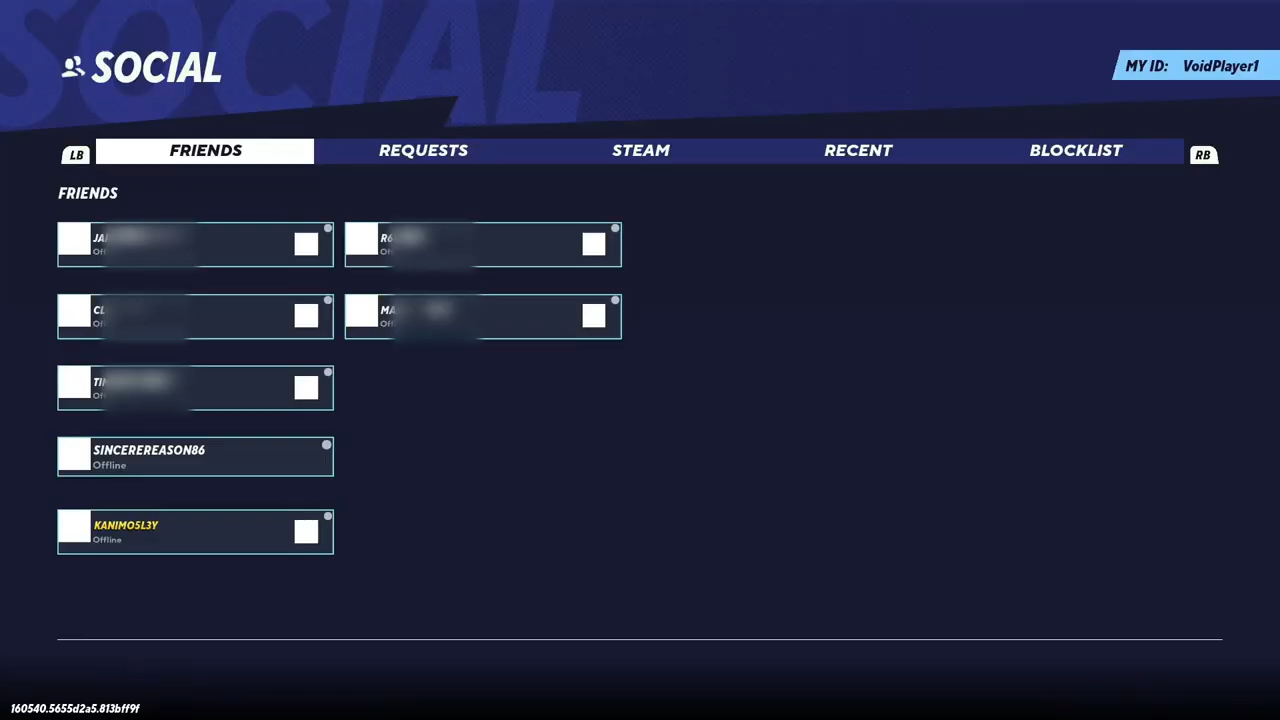 SOCIAL
SOCIAL
MY ID: VoidPlayer1
LB
FRIENDS
REQUESTS
STEAM
RECENT
BLOCKLIST
RB
FRIENDS
SINCEREREASON86
Offline
KANIMO5L3Y
Offline
160540.5655d2a5.813bff9f